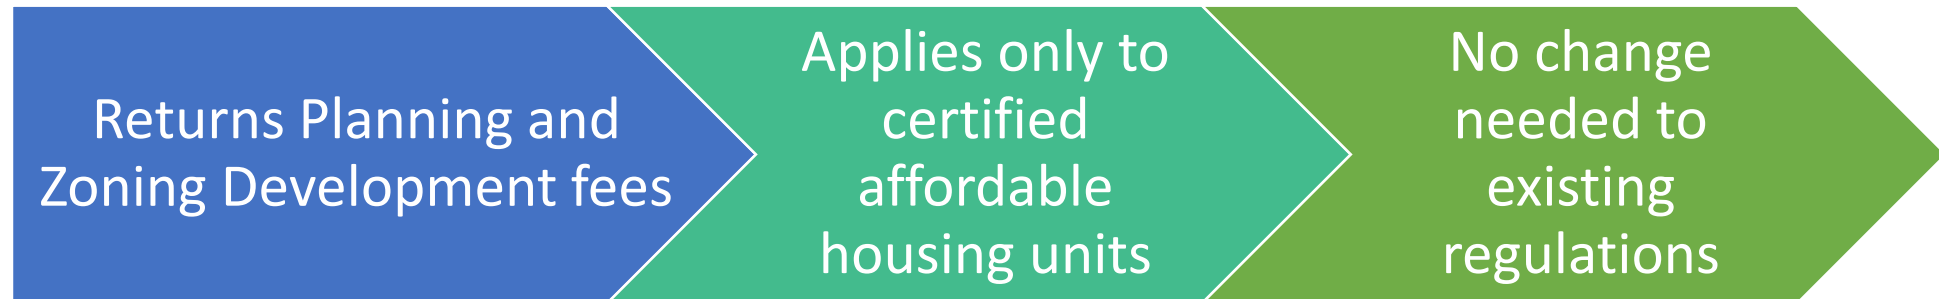 Returns Planning and
Zoning Development fees
Applies only to
certified
affordable
housing units
No change
needed to
existing
regulations